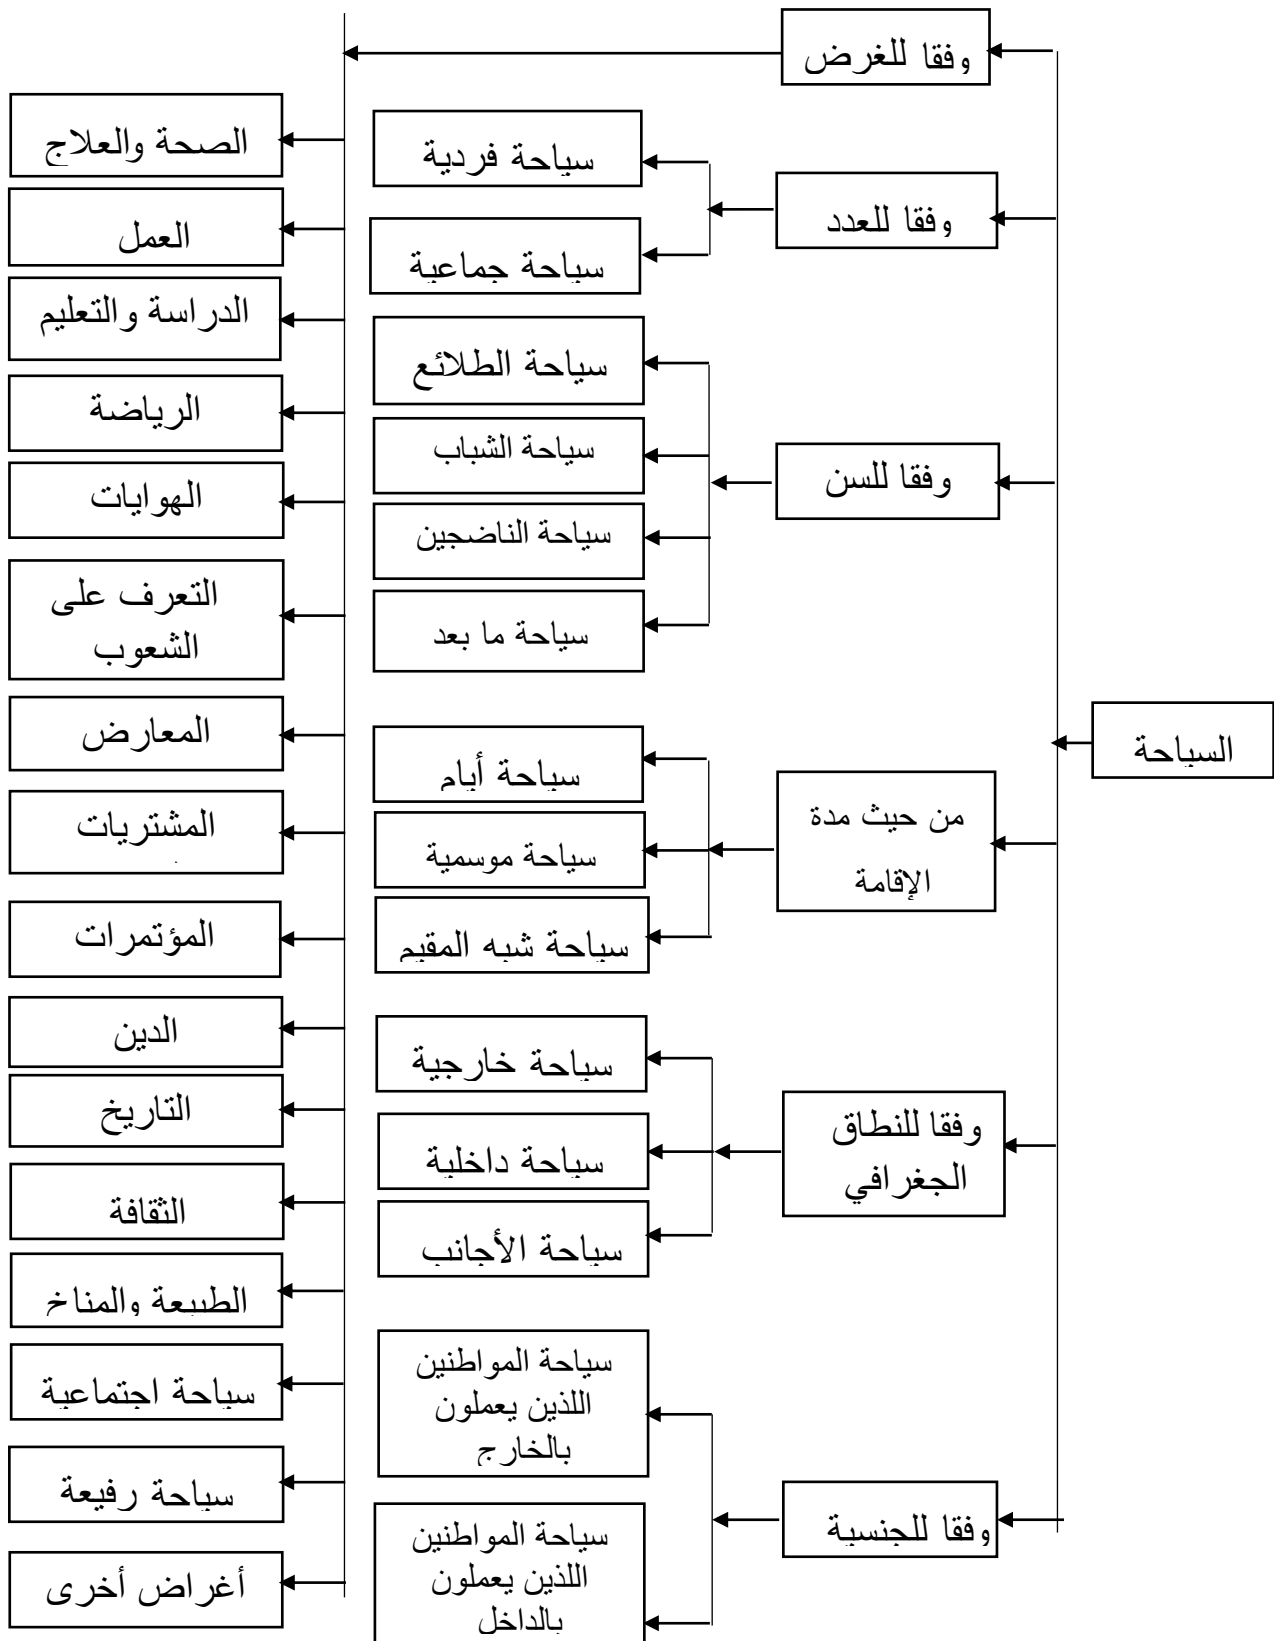 السياحة
وفقا للغرض
الصحة والعلاج
العمل
الدراسة والتعليم
الرياضة
الهوايات
التعرف على
الشعوب
المعارض
المشتريات
المؤتمرات
الدين
التاريخ
الثقافة
الطبيعة والمناخ
سياحة اجتماعية
سياحة رفيعة
أغراض أخرى
وفقا للعدد
سياحة فردية
سياحة جماعية
وفقا للسن
سياحة الطلائع
سياحة الشباب
سياحة الناضجين
سياحة ما بعد
من حيث مدة
الإقامة
سياحة أيام
سياحة موسمية
سياحة شبه المقيم
وفقا للنطاق
الجغرافي
سياحة خارجية
سياحة داخلية
سياحة الأجانب
وفقا للجنسية
سياحة المواطنين
اللذين يعملون
بالخارج
سياحة المواطنين
اللذين يعملون
بالداخل